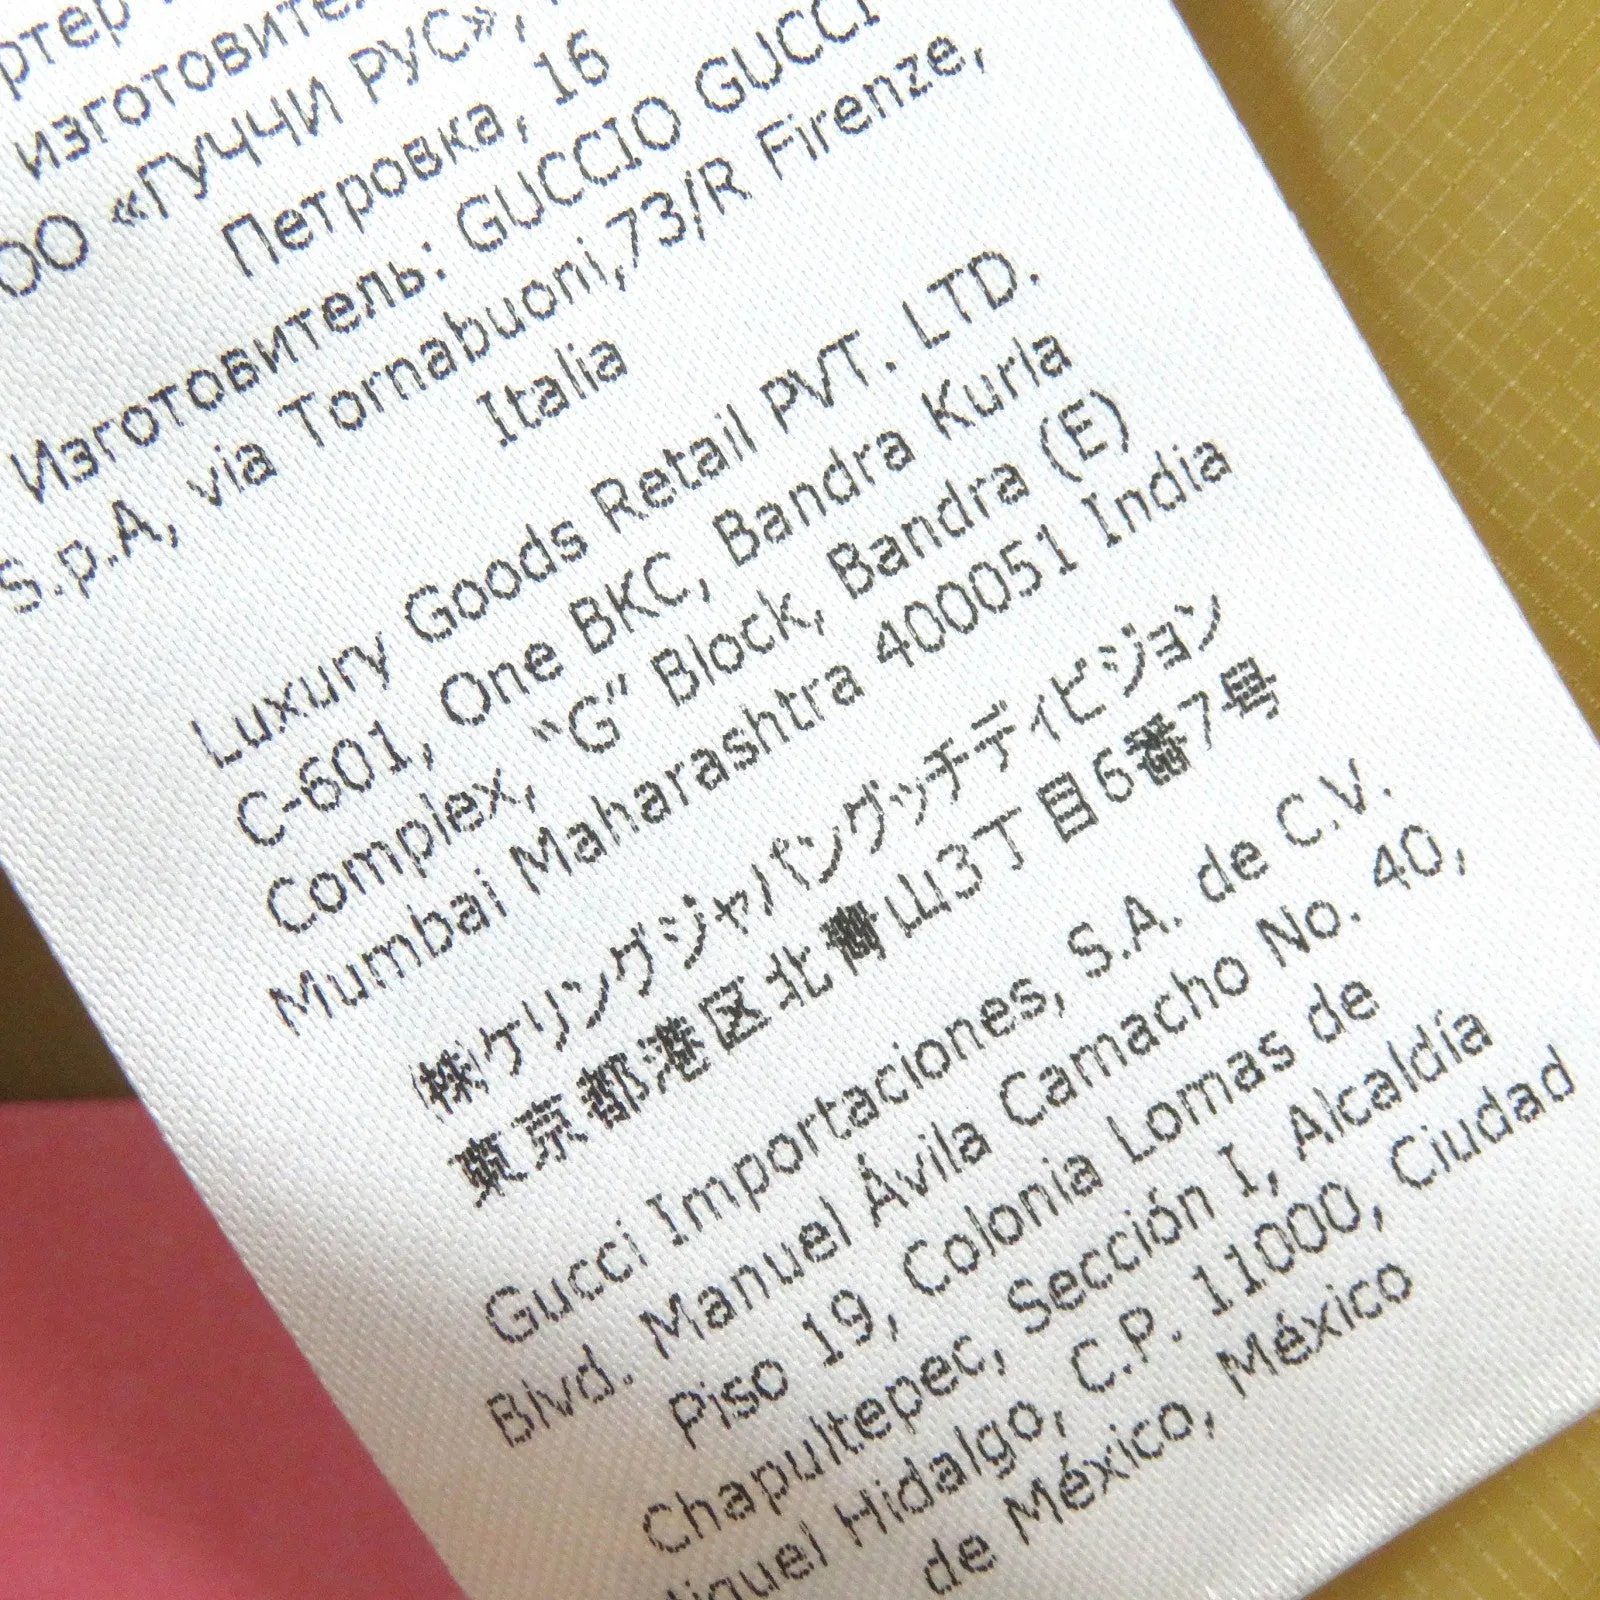 изготовител
ОО «ГУЧЧИ РУС»,
Петровка, 16
Изготовитель: GUCCIO GUCCI
S.p.A, via Tornabuoni,73/R Firenze,
Italia
Luxury Goods Retail PVT. LTD.
C-601, One BKC, Bandra Kurla
Complex, "G" Block, Bandra (E)
Mumbai Maharashtra 400051 India
(株)ケリングジャパングッチディビジョン
東京都港区北青山3丁目6番7号
Gucci Importaciones, S.A. de C.V.
Blvd. Manuel Ávila Camacho No. 40,
Piso 19, Colonia Lomas de
Chapultepec, Sección I, Alcaldía
iguel Hidalgo, C.P. 11000, Ciudad
de México, México